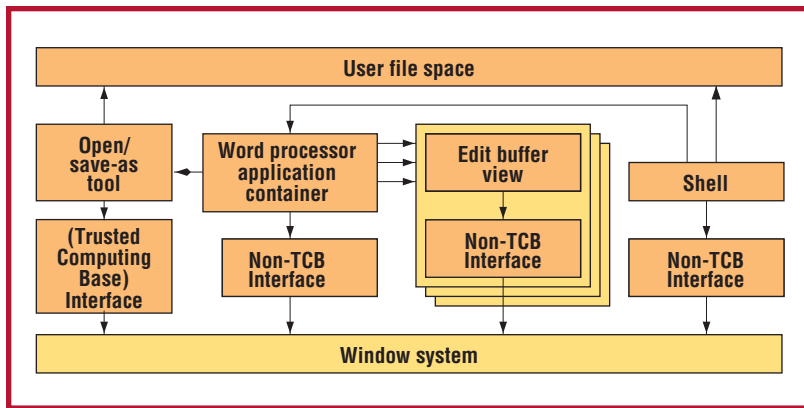 User file space
Open/
save-as
tool
Word processor
application
container
Edit buffer
view
Shell
(Trusted
Computing
Base)
Interface
Non-TCB
Interface
Non-TCB
Interface
Non-TCB
Interface
Window system